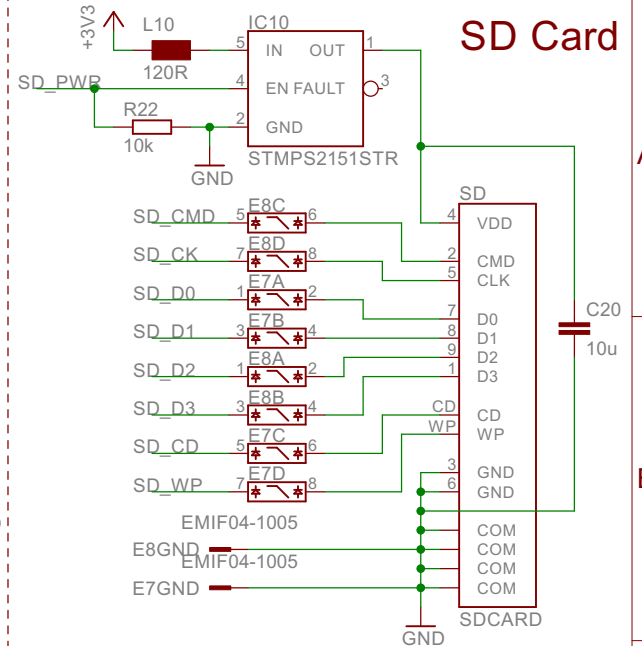 SD Card
+3V3
L10
120R
IC10
5 IN OUT 1
SD_PWR
4 EN FAULT 3
R22
10k
2 GND
STMPS2151STR
GND
SD
4 VDD
SD_CMD 5 E8C 6
2 CMD
SD_CK 7 E8D 8
5 CLK
SD_D0 1 E7A 2
7 D0
SD_D1 3 E7B 4
8 D1
SD_D2 1 E8A 2
9 D2
1 D3
SD_D3 3 E8B 4
C20
10u
CD CD
SD_CD 5 E7C 6
WP WP
SD_WP 7 E7D 8
3 GND
6 GND
EMIF04-1005
COM
E8GND
COM
EMIF04-1005
COM
E7GND
COM
SDCARD
GND